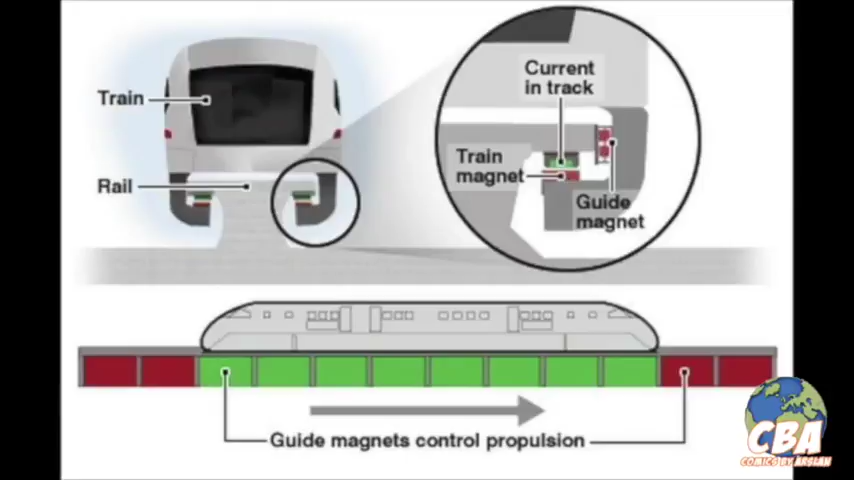 Train
Rail
Current
in track
Train
magnet
Guide
magnet
Guide magnets control propulsion
CBA
COMICS BY ARSLAN